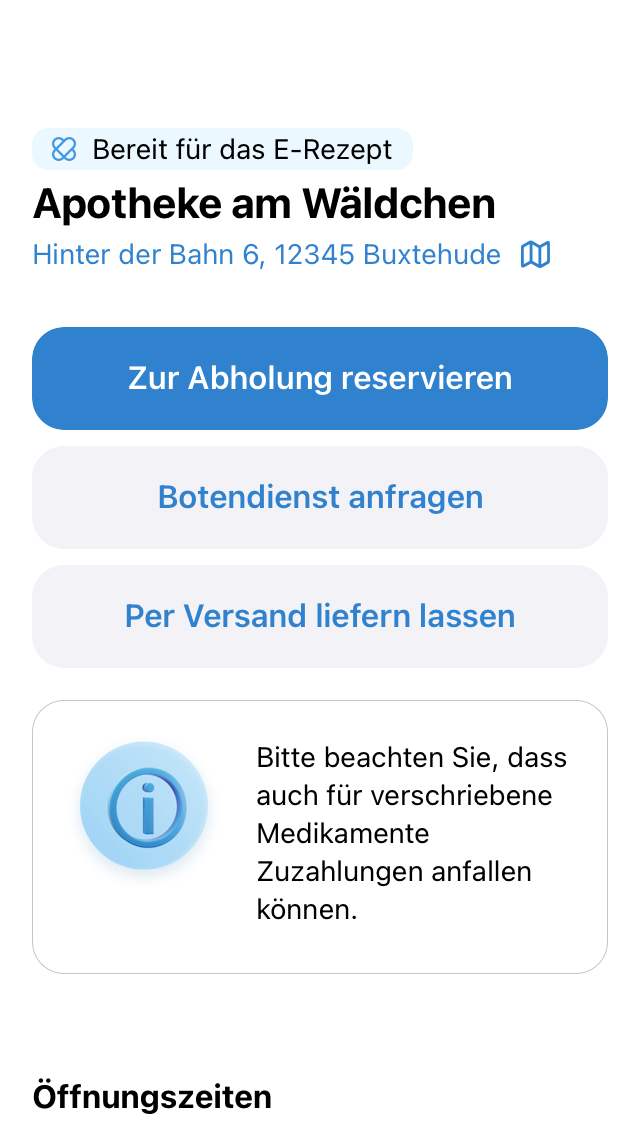 Bereit für das E-Rezept
Apotheke am Wäldchen
Hinter der Bahn 6, 12345 Buxtehude
Zur Abholung reservieren
Botendienst anfragen
Per Versand liefern lassen
Bitte beachten Sie, dass
auch für verschriebene
Medikamente
Zuzahlungen anfallen
können.
Öffnungszeiten